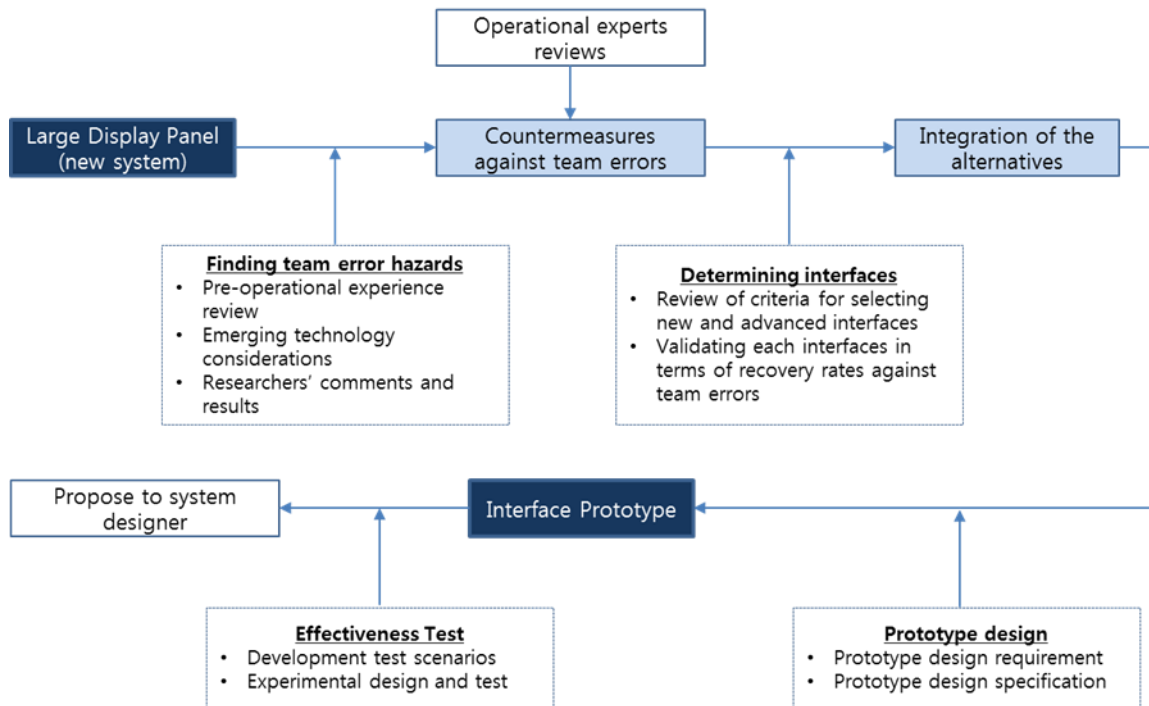 Operational experts
reviews
Large Display Panel
(new system)
Countermeasures
against team errors
Integration of the
alternatives
Finding team error hazards
• Pre-operational experience
review
• Emerging technology
considerations
• Researchers’ comments and
results
Determining interfaces
• Review of criteria for selecting
new and advanced interfaces
• Validating each interfaces in
terms of recovery rates against
team errors
Propose to system
designer
Interface Prototype
Effectiveness Test
• Development test scenarios
• Experimental design and test
Prototype design
• Prototype design requirement
• Prototype design specification